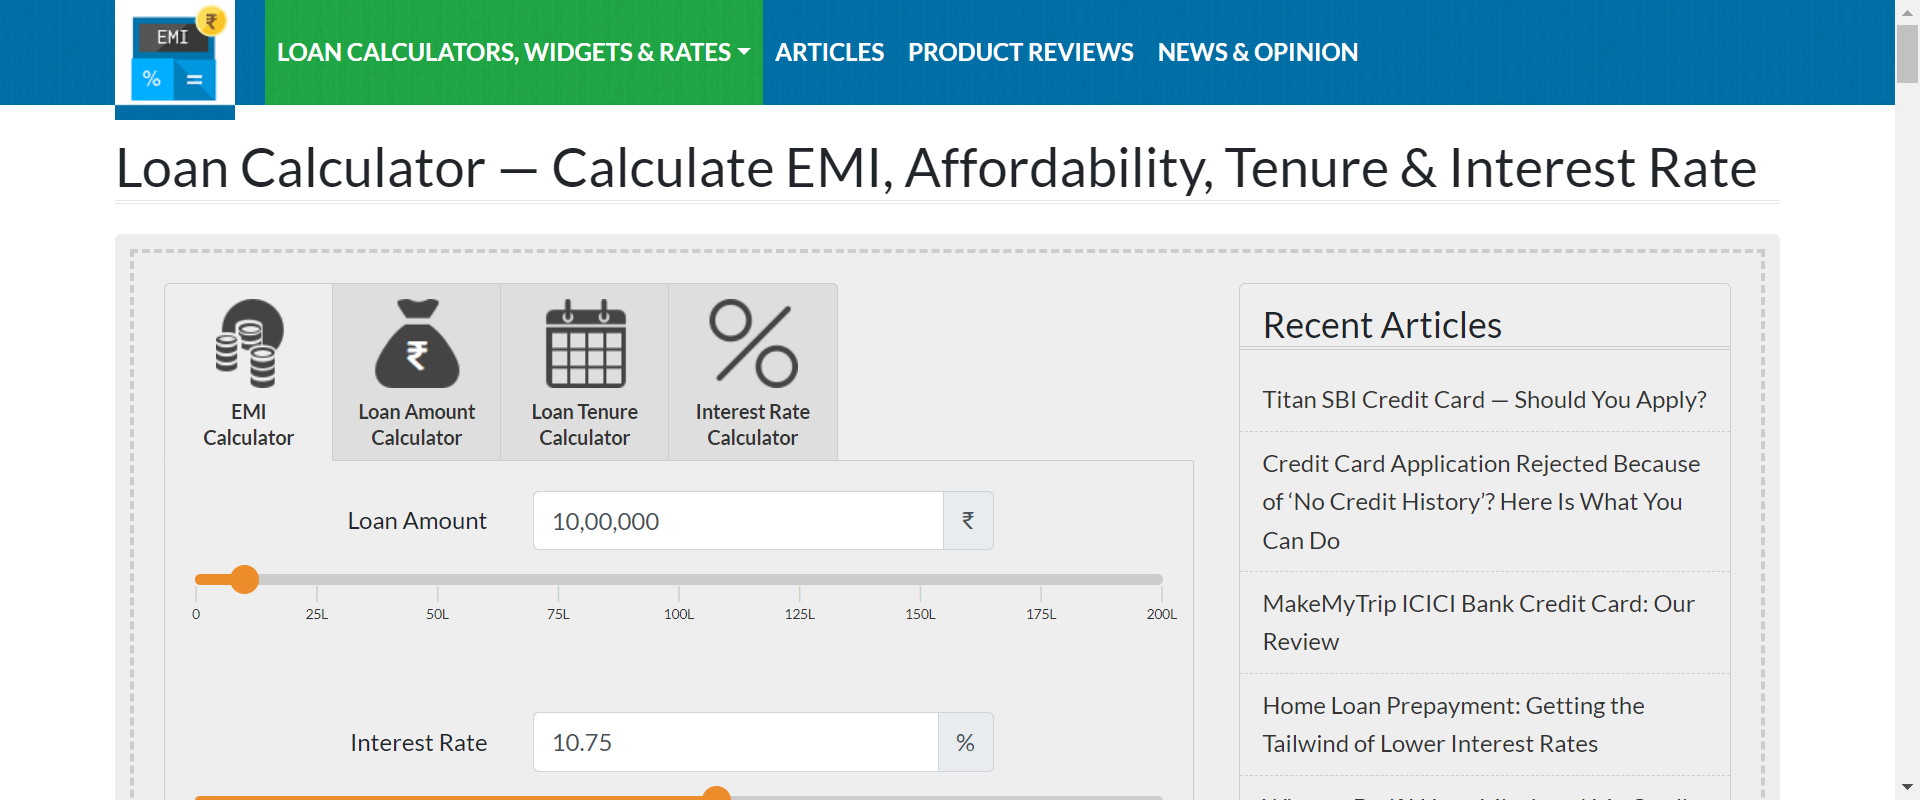 EMI
₹
%
=
LOAN CALCULATORS, WIDGETS & RATES
ARTICLES
PRODUCT REVIEWS
NEWS & OPINION
Loan Calculator — Calculate EMI, Affordability, Tenure & Interest Rate
EMI
Calculator
₹
Loan Amount
Calculator
Loan Tenure
Calculator
Interest Rate
Calculator
Loan Amount
10,00,000
₹
0
25L
50L
75L
100L
125L
150L
175L
200L
Interest Rate
10.75
%
Recent Articles
Titan SBI Credit Card — Should You Apply?
Credit Card Application Rejected Because
of ‘No Credit History’? Here Is What You
Can Do
MakeMyTrip ICICI Bank Credit Card: Our
Review
Home Loan Prepayment: Getting the
Tailwind of Lower Interest Rates